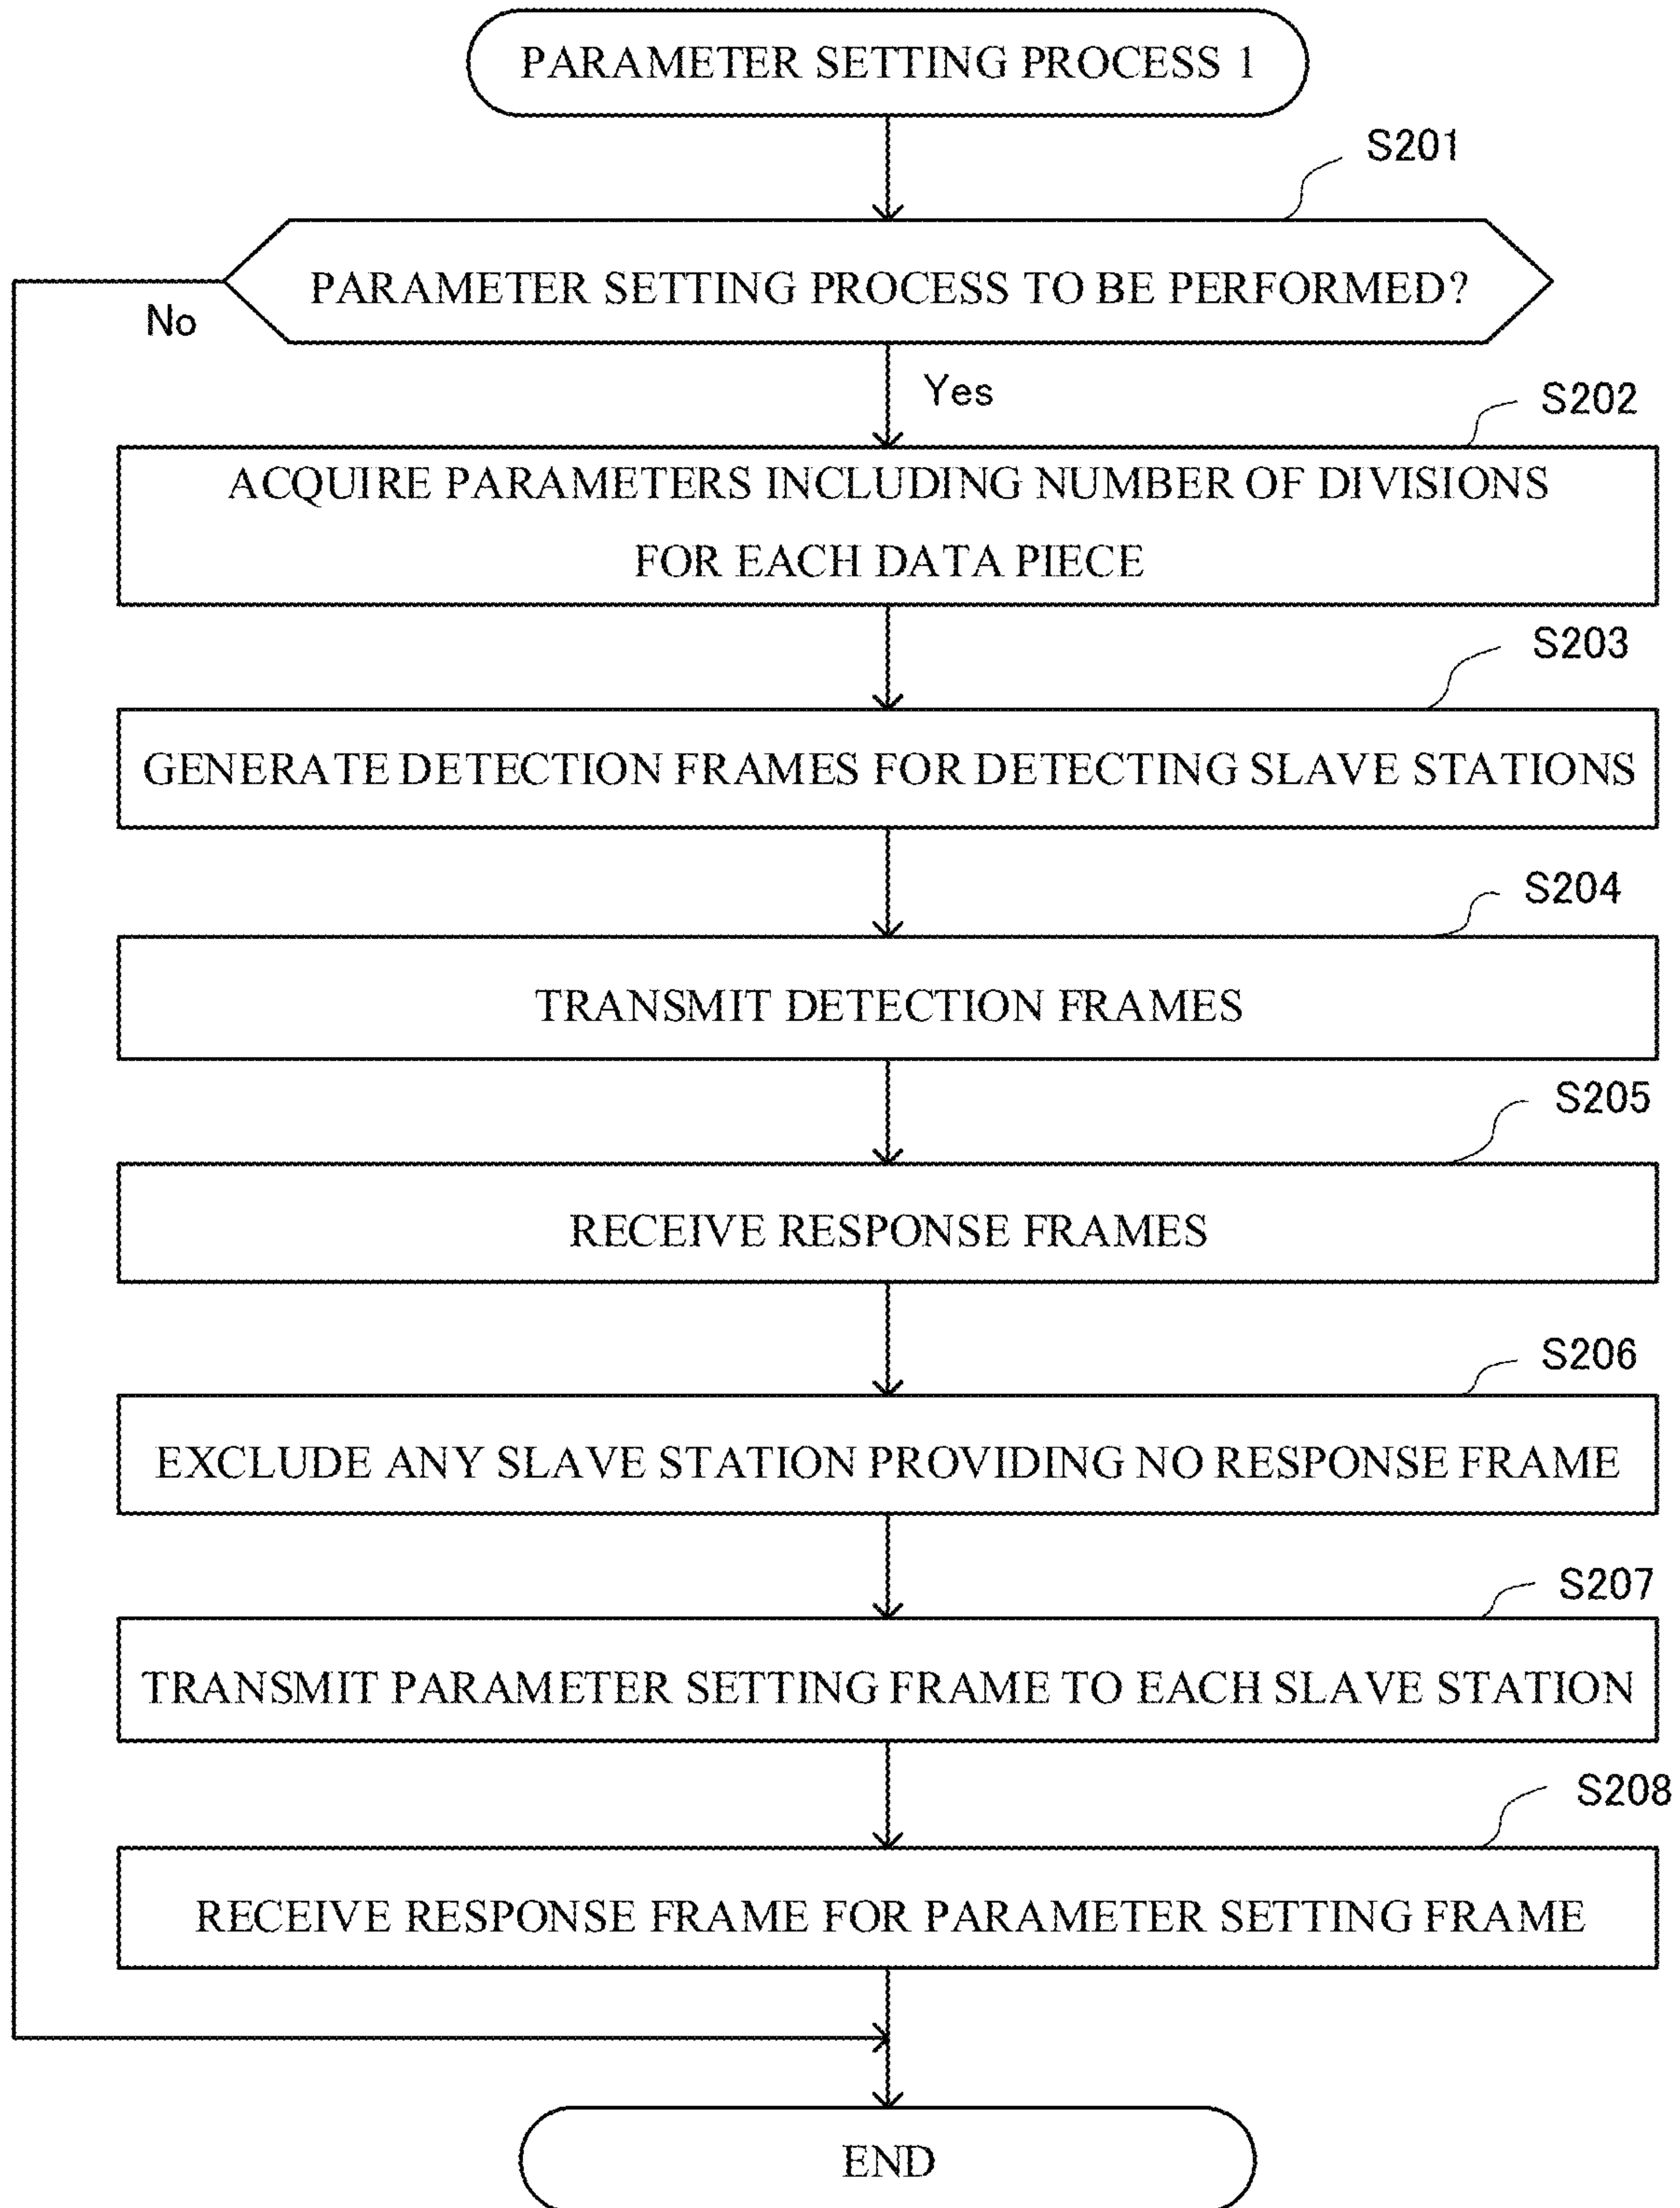 PARAMETER SETTING PROCESS 1
S201
PARAMETER SETTING PROCESS TO BE PERFORMED?
No
Yes
S202
ACQUIRE PARAMETERS INCLUDING NUMBER OF DIVISIONS
FOR EACH DATA PIECE
S203
GENERATE DETECTION FRAMES FOR DETECTING SLAVE STATIONS
S204
TRANSMIT DETECTION FRAMES
S205
RECEIVE RESPONSE FRAMES
S206
EXCLUDE ANY SLAVE STATION PROVIDING NO RESPONSE FRAME
S207
TRANSMIT PARAMETER SETTING FRAME TO EACH SLAVE STATION
S208
RECEIVE RESPONSE FRAME FOR PARAMETER SETTING FRAME
END